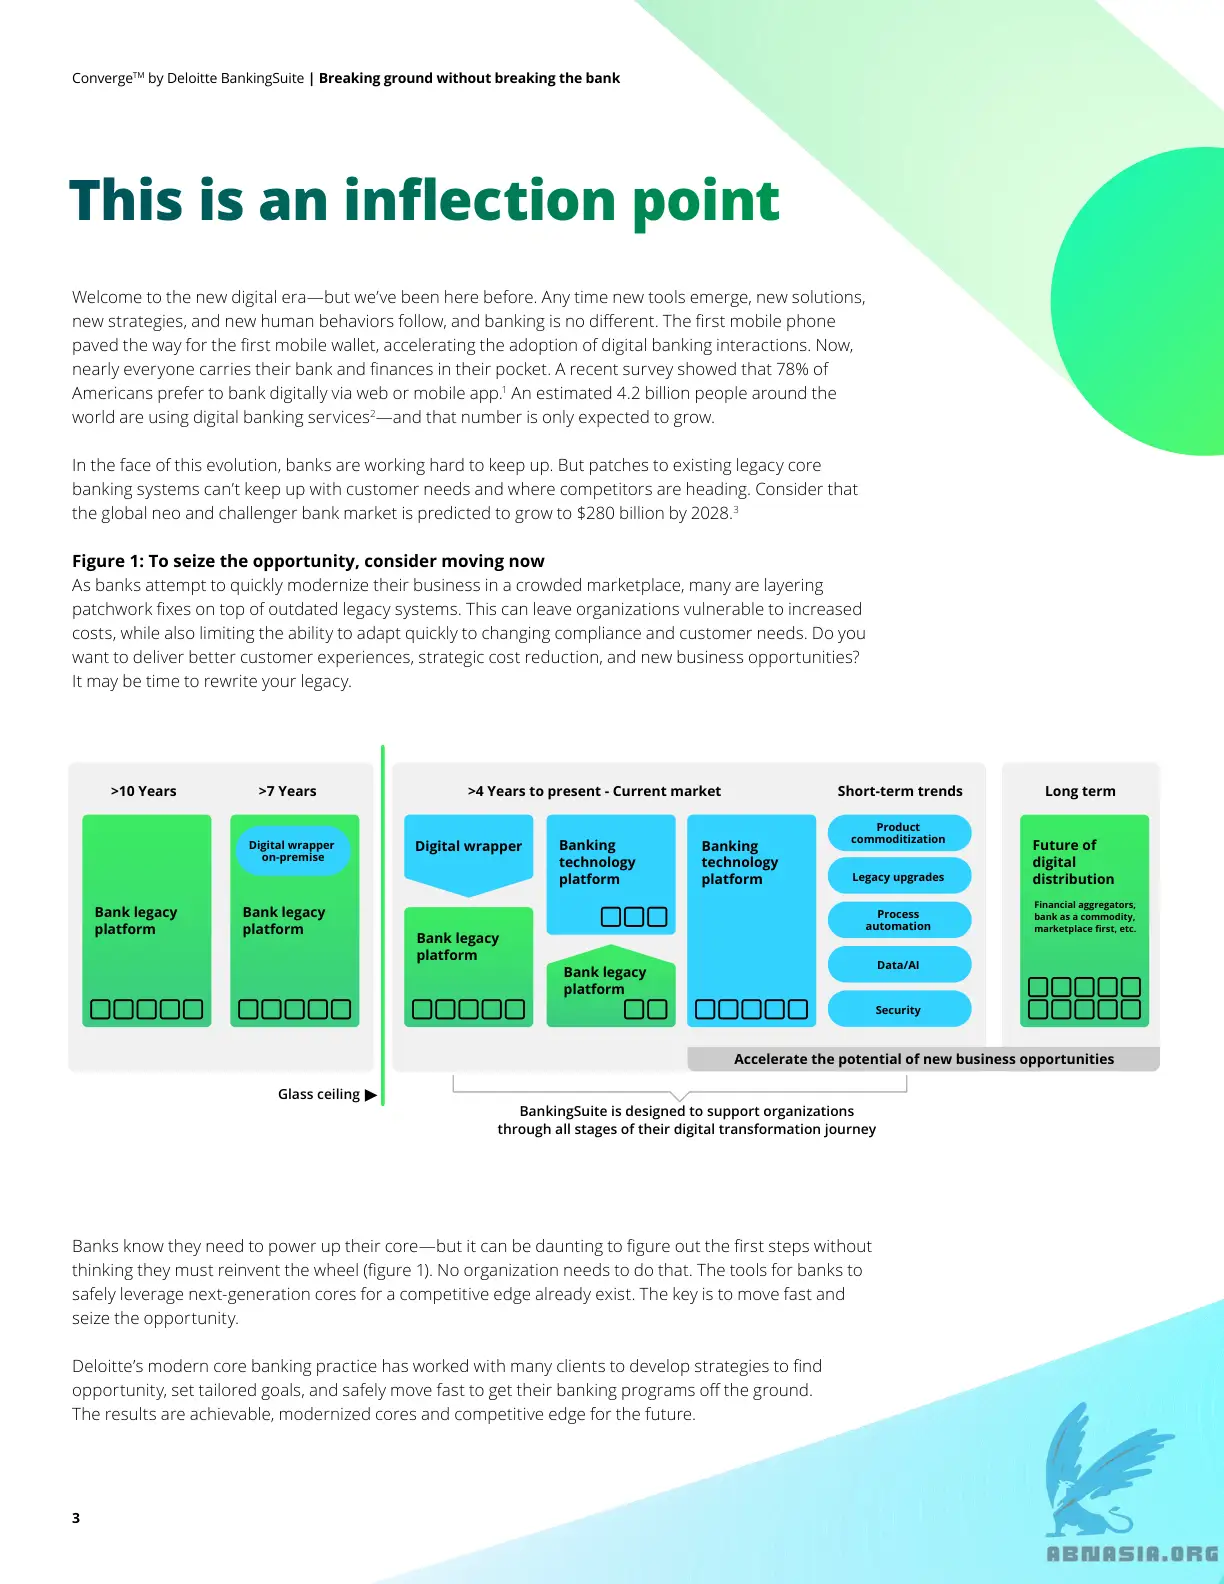 Converge™ by Deloitte BankingSuite | Breaking ground without breaking the bank
This is an inflection point
Welcome to the new digital era—but we've been here before. Any time new tools emerge, new solutions,
new strategies, and new human behaviors follow, and banking is no different. The first mobile phone
paved the way for the first mobile wallet, accelerating the adoption of digital banking interactions. Now,
nearly everyone carries their bank and finances in their pocket. A recent survey showed that 78% of
Americans prefer to bank digitally via web or mobile app.¹ An estimated 4.2 billion people around the
world are using digital banking services²—and that number is only expected to grow.
In the face of this evolution, banks are working hard to keep up. But patches to existing legacy core
banking systems can't keep up with customer needs and where competitors are heading. Consider that
the global neo and challenger bank market is predicted to grow to $280 billion by 2028.³
Figure 1: To seize the opportunity, consider moving now
As banks attempt to quickly modernize their business in a crowded marketplace, many are layering
patchwork fixes on top of outdated legacy systems. This can leave organizations vulnerable to increased
costs, while also limiting the ability to adapt quickly to changing compliance and customer needs. Do you
want to deliver better customer experiences, strategic cost reduction, and new business opportunities?
It may be time to rewrite your legacy.
>10 Years
Bank legacy
platform
>7 Years
Digital wrapper
on-premise
Bank legacy
platform
Glass ceiling ▶
>4 Years to present - Current market
Digital wrapper
Bank legacy
platform
Banking
technology
platform
Bank legacy
platform
Banking
technology
platform
Short-term trends
Product
commoditization
Legacy upgrades
Process
automation
Data/AI
Security
Long term
Future of
digital
distribution
Financial aggregators,
bank as a commodity,
marketplace first, etc.
Accelerate the potential of new business opportunities
BankingSuite is designed to support organizations
through all stages of their digital transformation journey
Banks know they need to power up their core—but it can be daunting to figure out the first steps without
thinking they must reinvent the wheel (figure 1). No organization needs to do that. The tools for banks to
safely leverage next-generation cores for a competitive edge already exist. The key is to move fast and
seize the opportunity.
Deloitte's modern core banking practice has worked with many clients to develop strategies to find
opportunity, set tailored goals, and safely move fast to get their banking programs off the ground.
The results are achievable, modernized cores and competitive edge for the future.
3
ABNASIA.ORG